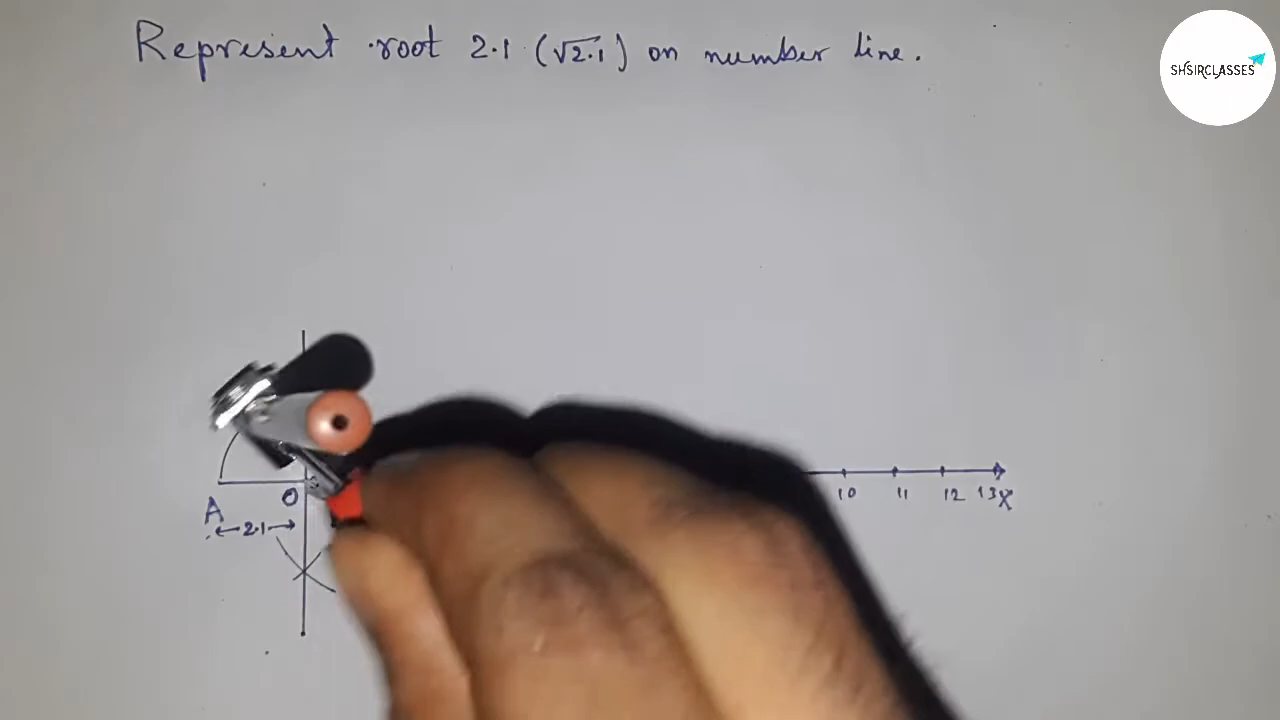 Represent root 2.1 (√2.1) on number line.
SHSIRCLASSES
10 11 12 13 X
A O
2.1